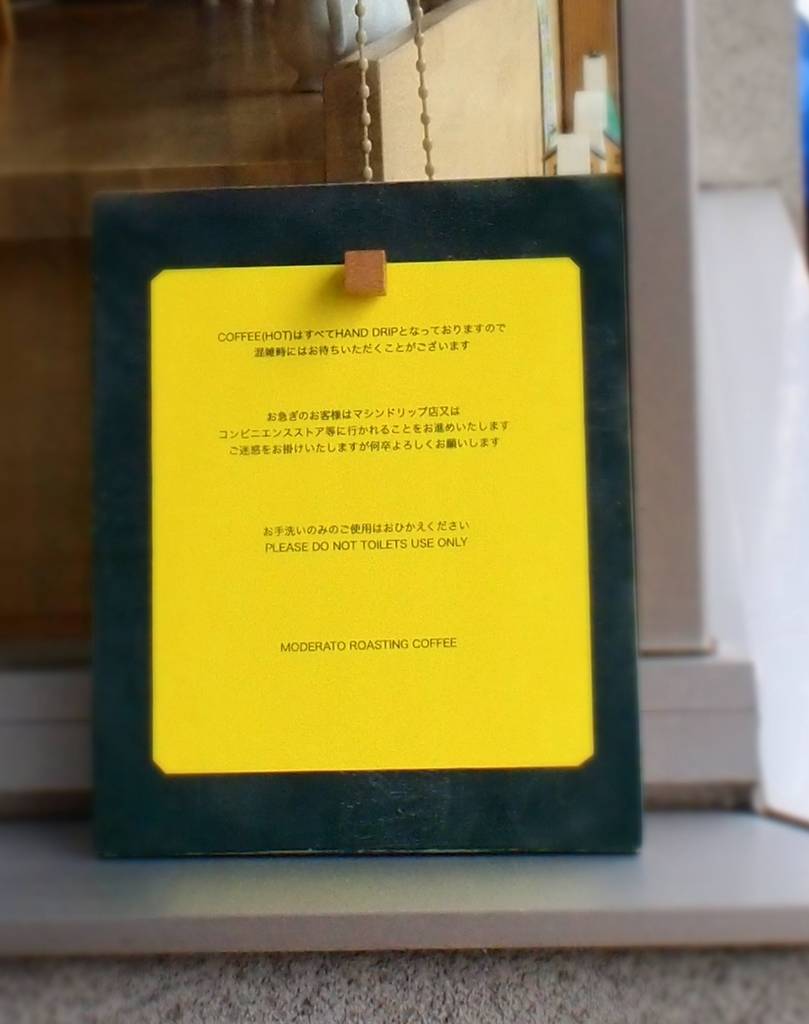 COFFEE(HOT)はすべてHAND DRIPとなっておりますので
混雑時にはお待ちいただくことがございます
お急ぎのお客様はマシンドリップ店又は
コンビニエンスストア等に行かれることをお進めいたします
ご迷惑をお掛けいたしますが何卒よろしくお願いします
お手洗いのみのご使用はおひかえください
PLEASE DO NOT TOILETS USE ONLY
MODERATO ROASTING COFFEE